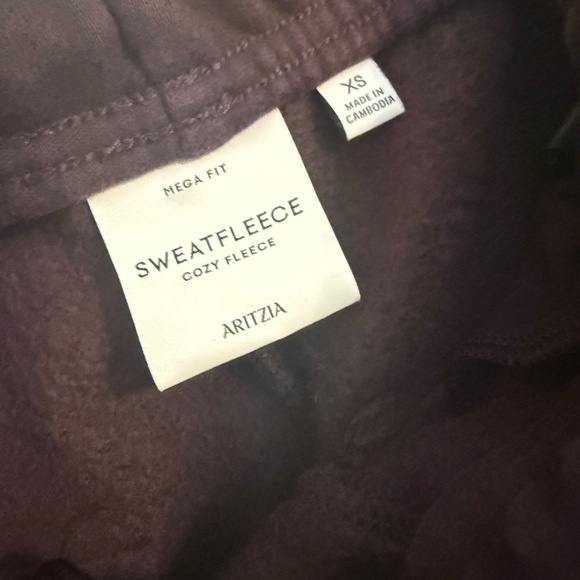 MEGA FIT
SWEATFLEECE
COZY FLEECE
ARITZIA
XS
MADE IN
CAMBODIA